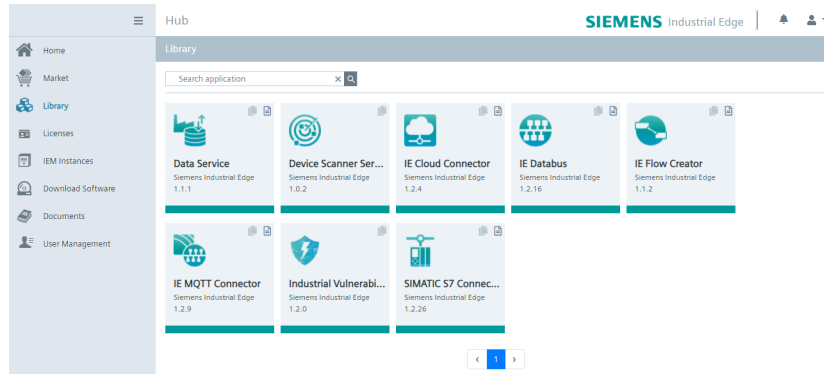 Hub
SIEMENS Industrial Edge
Home
Market
Library
Licenses
IEM Instances
Download Software
Documents
User Management
Library
Search application
Data Service
Siemens Industrial Edge
1.1.1
Device Scanner Ser...
Siemens Industrial Edge
1.0.2
IE Cloud Connector
Siemens Industrial Edge
1.2.4
IE Databus
Siemens Industrial Edge
1.2.16
IE Flow Creator
Siemens Industrial Edge
1.1.2
IE MQTT Connector
Siemens Industrial Edge
1.2.9
Industrial Vulnerabi...
Siemens Industrial Edge
1.2.0
SIMATIC S7 Connec...
Siemens Industrial Edge
1.2.26
1